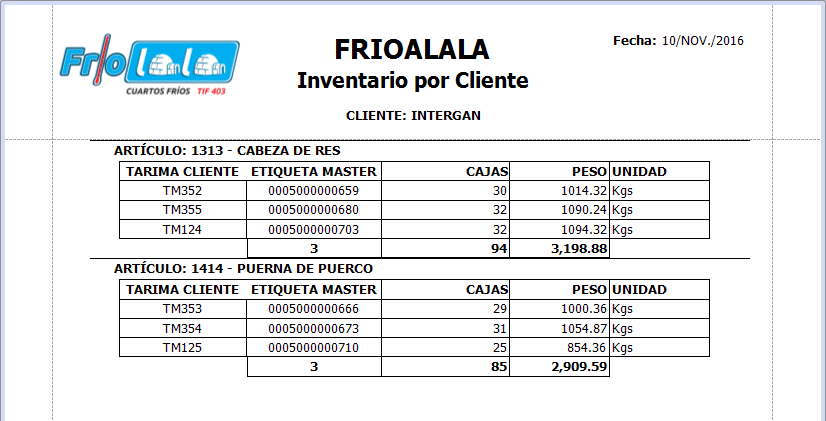 Friolala
CUARTOS FRÍOS TIF 403
FRIOALALA
Inventario por Cliente
Fecha: 10/NOV./2016
CLIENTE: INTERGAN
ARTÍCULO: 1313 - CABEZA DE RES
TARIMA CLIENTE ETIQUETA MASTER CAJAS PESO UNIDAD
TM352 0005000000659 30 1014.32 Kgs
TM355 0005000000680 32 1090.24 Kgs
TM124 0005000000703 32 1094.32 Kgs
3 94 3,198.88
ARTÍCULO: 1414 - PUERNA DE PUERCO
TARIMA CLIENTE ETIQUETA MASTER CAJAS PESO UNIDAD
TM353 0005000000666 29 1000.36 Kgs
TM354 0005000000673 31 1054.87 Kgs
TM125 0005000000710 25 854.36 Kgs
3 85 2,909.59